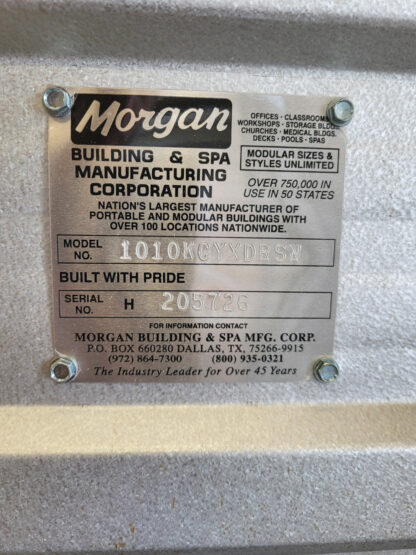 Morgan
OFFICES · CLASSROOMS
WORKSHOPS · STORAGE BLDG.
CHURCHES · MEDICAL BLDGS.
DECKS · POOLS · SPAS
BUILDING & SPA
MANUFACTURING
CORPORATION
MODULAR SIZES &
STYLES UNLIMITED
OVER 750,000 IN
USE IN 50 STATES
NATION'S LARGEST MANUFACTURER OF
PORTABLE AND MODULAR BUILDINGS WITH
OVER 100 LOCATIONS NATIONWIDE.
MODEL NO.
BUILT WITH PRIDE
SERIAL NO. H 205726
FOR INFORMATION CONTACT
MORGAN BUILDING & SPA MFG. CORP.
P.O. BOX 660280 DALLAS, TX, 75266-9915
(972) 864-7300 (800) 935-0321
The Industry Leader for Over 45 Years